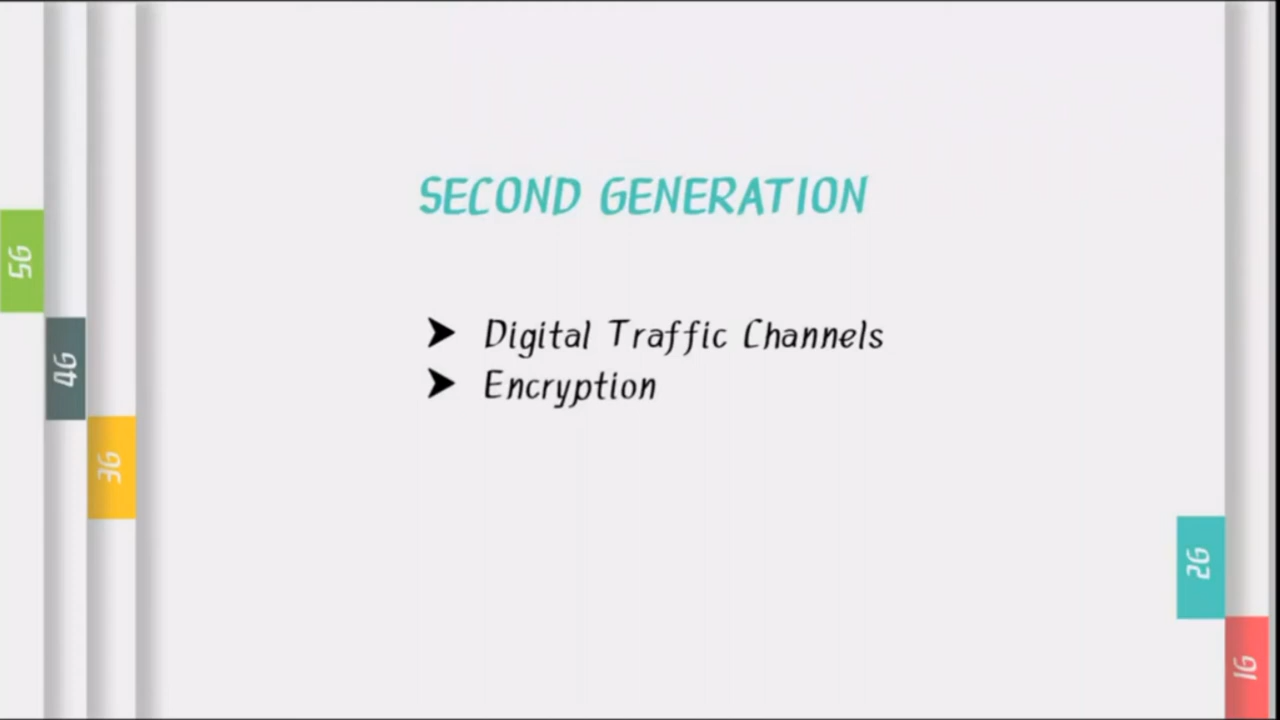 SECOND GENERATION
➤ Digital Traffic Channels
➤ Encryption
5G
4G
3G
2G
1G